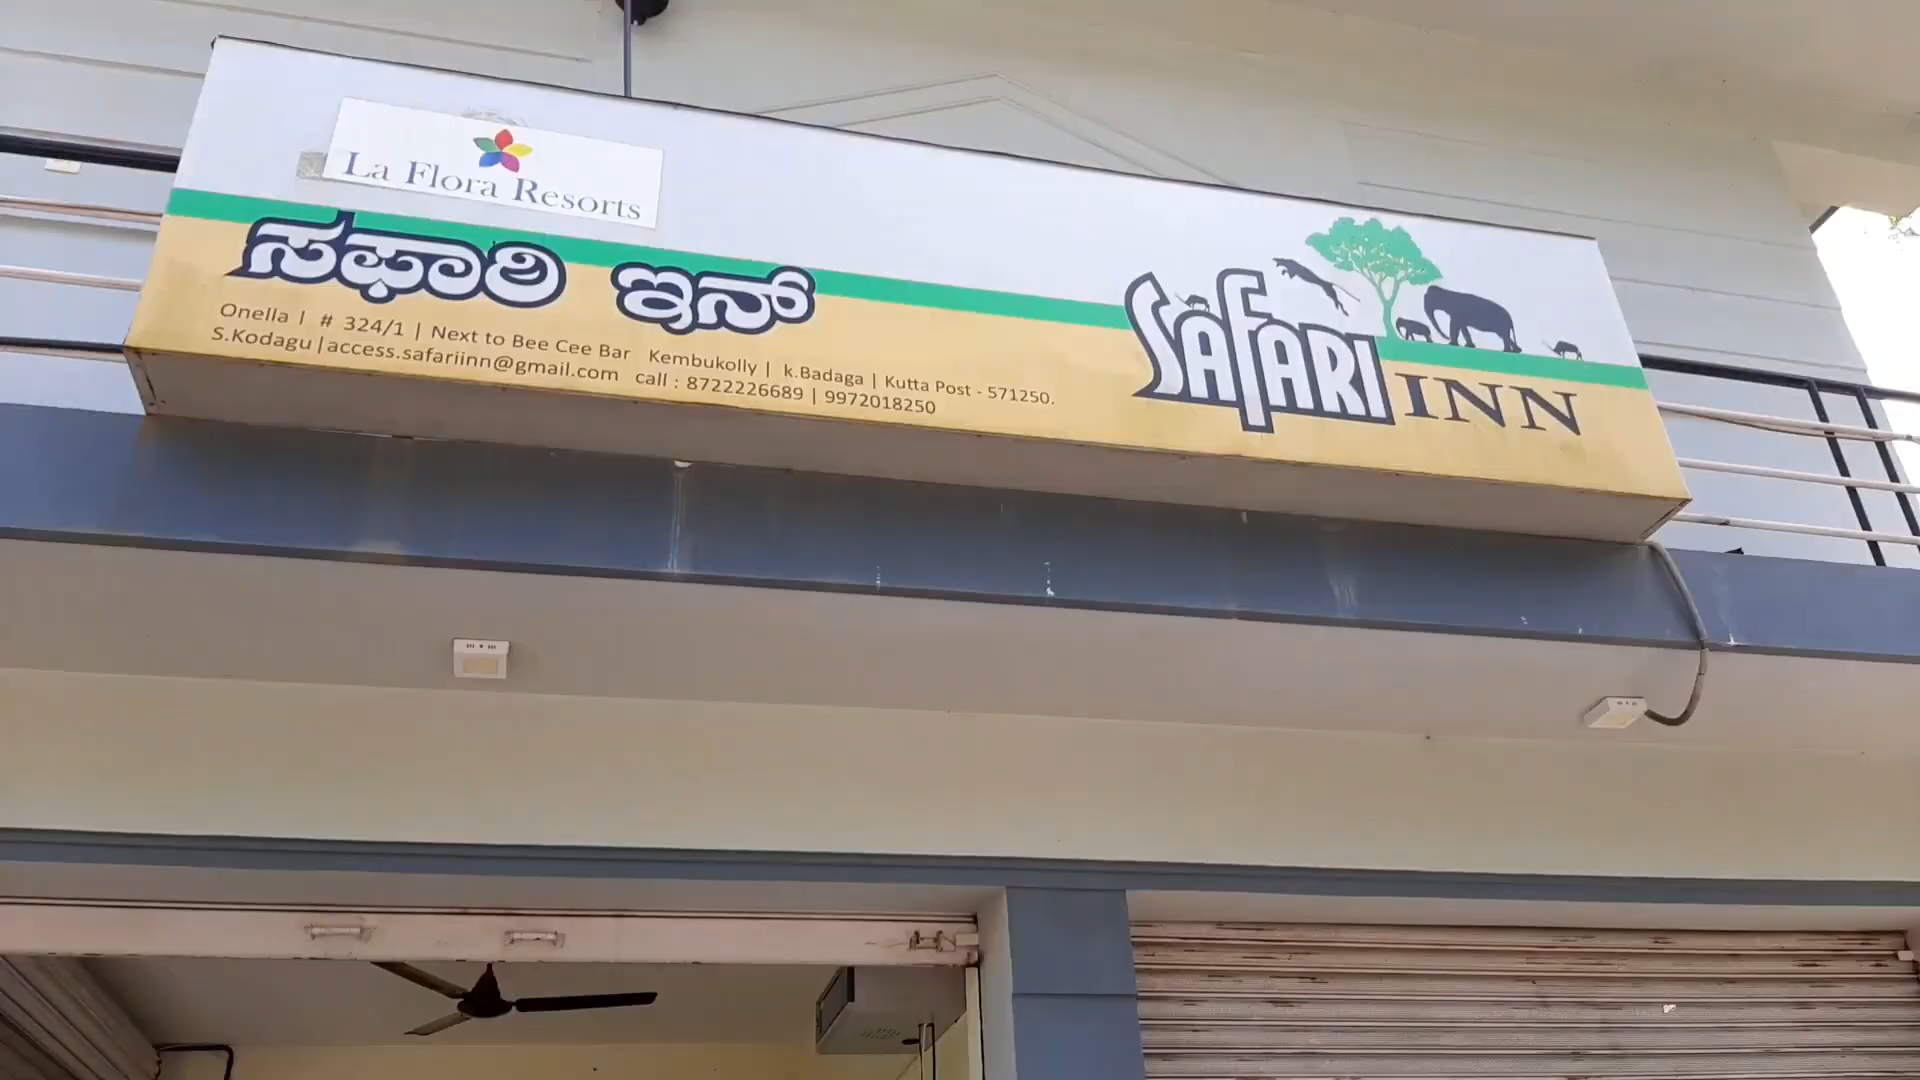 La Flora Resorts
ಸಫಾರಿ ಇನ್
Onella | # 324/1 | Next to Bee Cee Bar Kembukolly | k.Badaga | Kutta Post - 571250.
S.Kodagu|access.safariinn@gmail.com call : 8722226689 | 9972018250
SAFARI INN